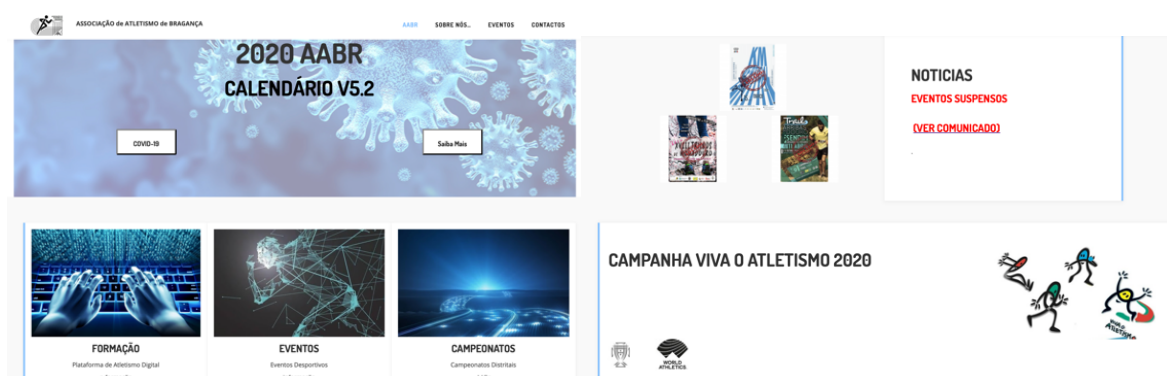 ASSOCIAÇÃO de ATLETISMO de BRAGANÇA
AABR SOBRE NÓS.. EVENTOS CONTACTOS
2020 AABR
CALENDÁRIO V5.2
COVID-19
Saiba Mais
NOTICIAS
EVENTOS SUSPENSOS
(VER COMUNICADO)
FORMAÇÃO
Plataforma de Atletismo Digital
EVENTOS
Eventos Desportivos
CAMPEONATOS
Campeonatos Distritais
CAMPANHA VIVA O ATLETISMO 2020
WORLD
ATHLETICS
VIVA O
ATLETISMO